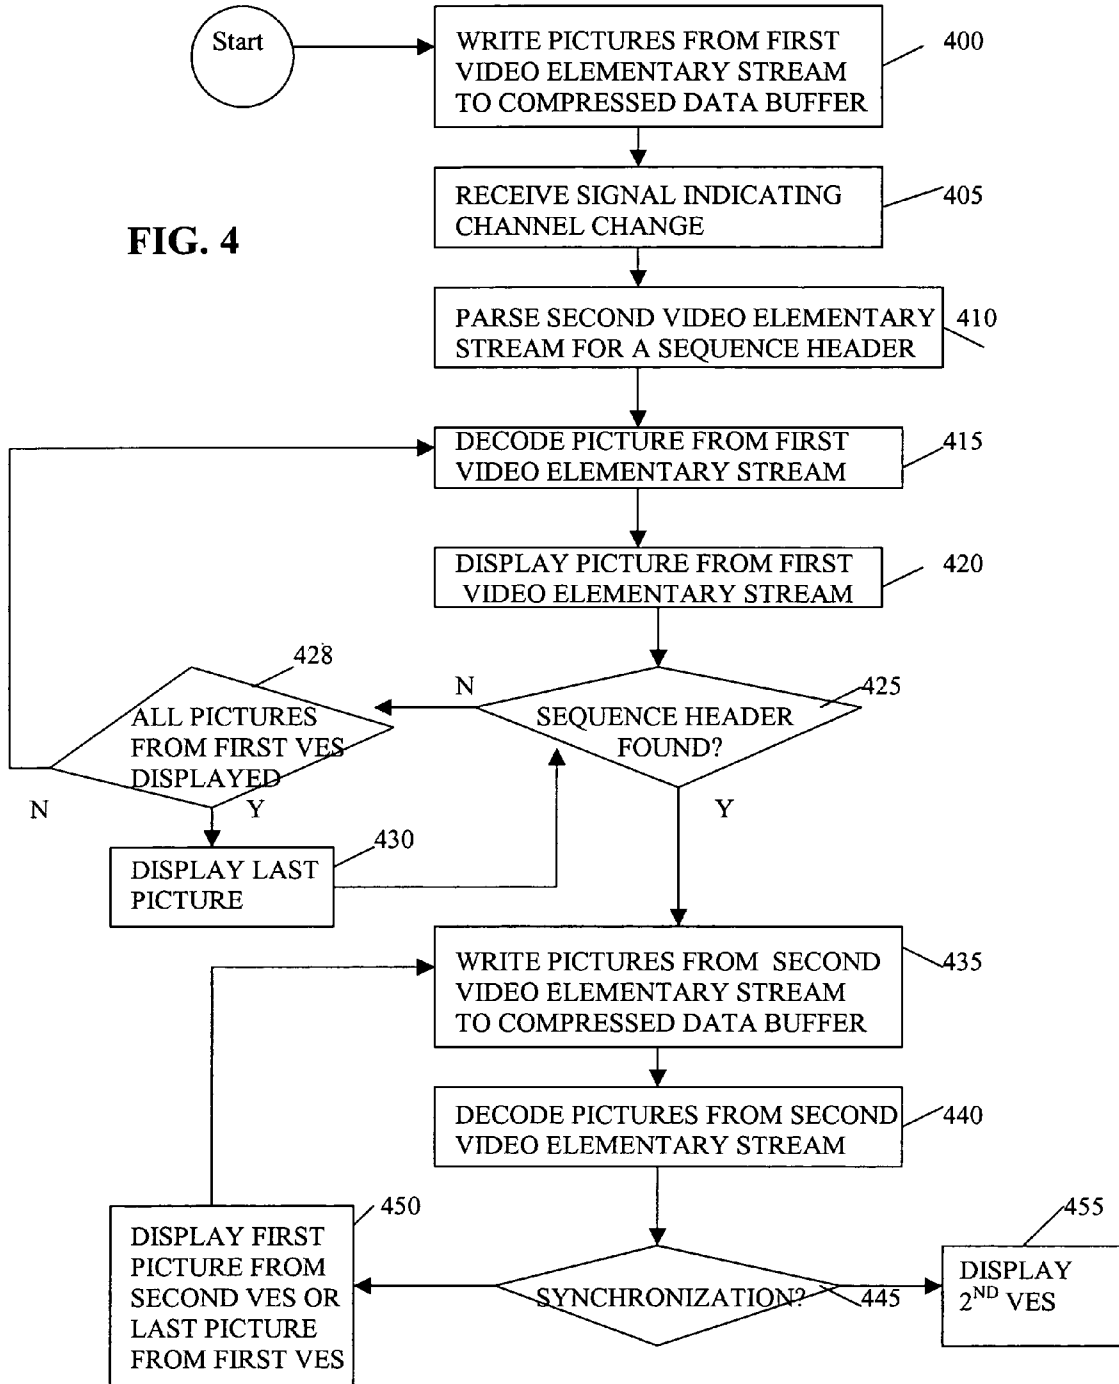 Start
WRITE PICTURES FROM FIRST
VIDEO ELEMENTARY STREAM
TO COMPRESSED DATA BUFFER
400
RECEIVE SIGNAL INDICATING
CHANNEL CHANGE
405
FIG. 4
PARSE SECOND VIDEO ELEMENTARY
STREAM FOR A SEQUENCE HEADER
410
DECODE PICTURE FROM FIRST
VIDEO ELEMENTARY STREAM
415
DISPLAY PICTURE FROM FIRST
VIDEO ELEMENTARY STREAM
420
428
ALL PICTURES
FROM FIRST VES
DISPLAYED
N
Y
N
SEQUENCE HEADER
FOUND?
425
Y
DISPLAY LAST
PICTURE
430
WRITE PICTURES FROM SECOND
VIDEO ELEMENTARY STREAM
TO COMPRESSED DATA BUFFER
435
DECODE PICTURES FROM SECOND
VIDEO ELEMENTARY STREAM
440
450
DISPLAY FIRST
PICTURE FROM
SECOND VES OR
LAST PICTURE
FROM FIRST VES
SYNCHRONIZATION?
445
455
DISPLAY
2ND VES